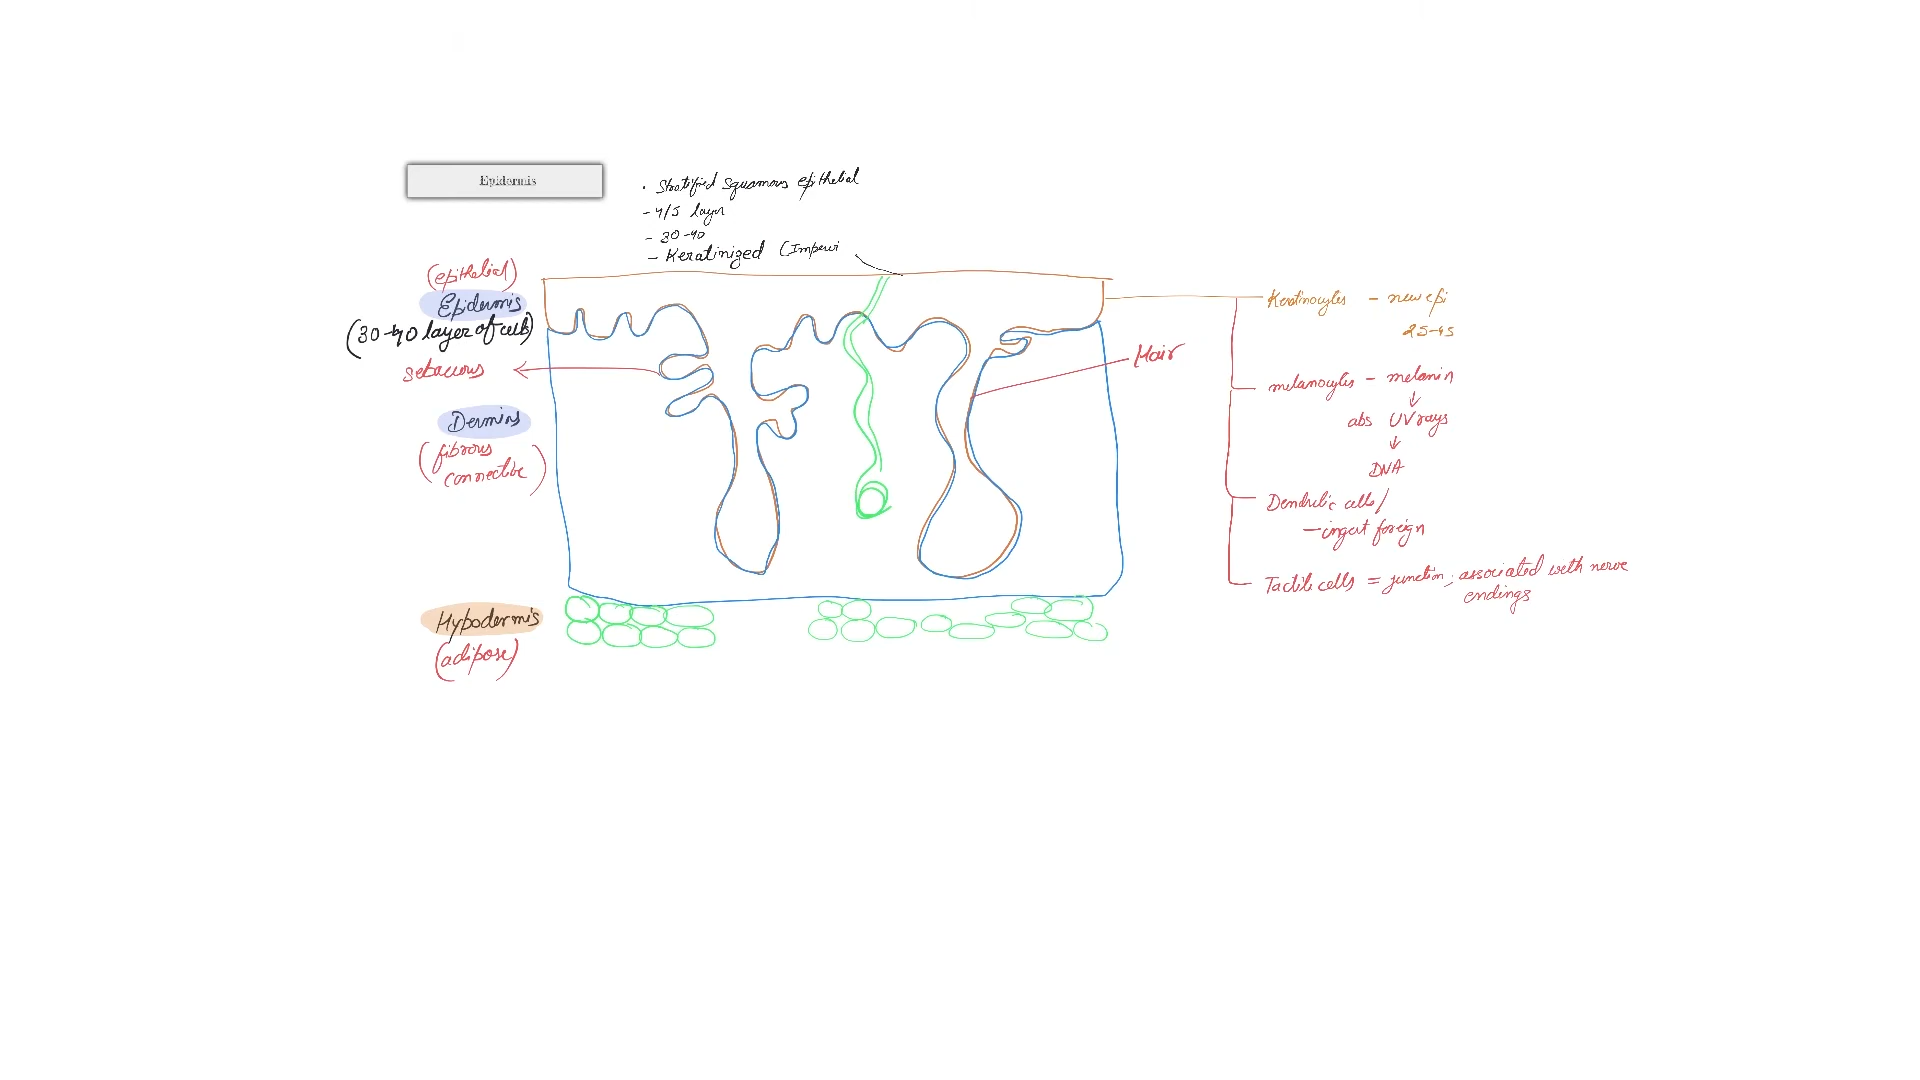 Epidermis
• Stratified Squamous epithelial
- 4/5 layer
- 30-40
- Keratinized (Impervi
(epithelial)
Epidermis
(30-40 layer of cells)
sebaceous
Dermins
(fibrous
connective)
Hypodermis
(adipose)
Hair
Keratinocytes - new epi
25-45
melanocytes - melanin
↓
abs UV rays
↓
DNA
Dendritic cells/
- ingest foreign
Tactile cells = junction; associated with nerve
endings